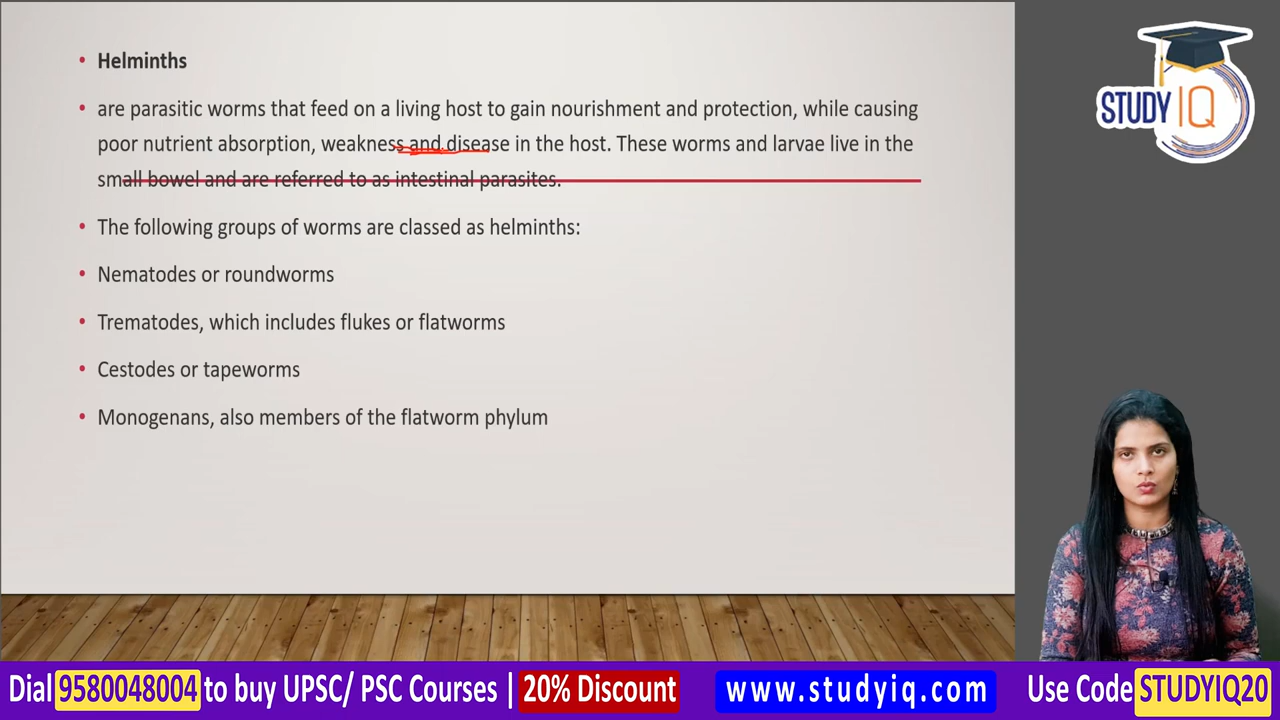 Helminths
are parasitic worms that feed on a living host to gain nourishment and protection, while causing
poor nutrient absorption, weakness and disease in the host. These worms and larvae live in the
small bowel and are referred to as intestinal parasites.
The following groups of worms are classed as helminths:
Nematodes or roundworms
Trematodes, which includes flukes or flatworms
Cestodes or tapeworms
Monogenans, also members of the flatworm phylum
STUDY IQ
Dial 9580048004 to buy UPSC/ PSC Courses | 20% Discount www.studyiq.com Use Code STUDYIQ20